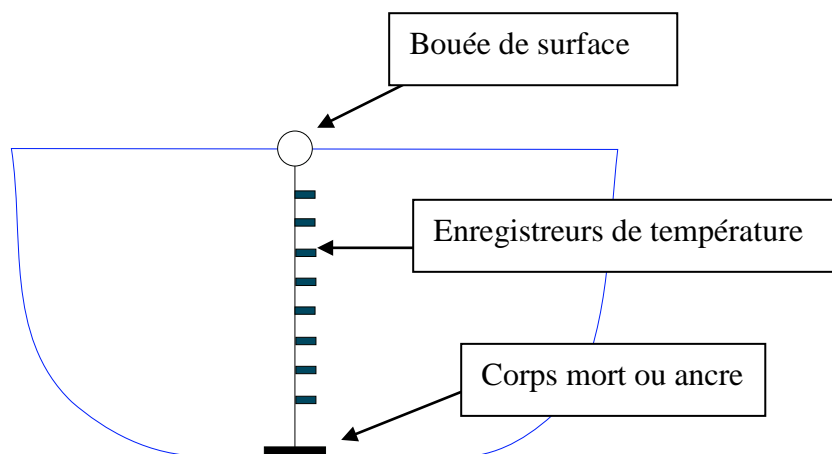 Bouée de surface
Enregistreurs de température
Corps mort ou ancre